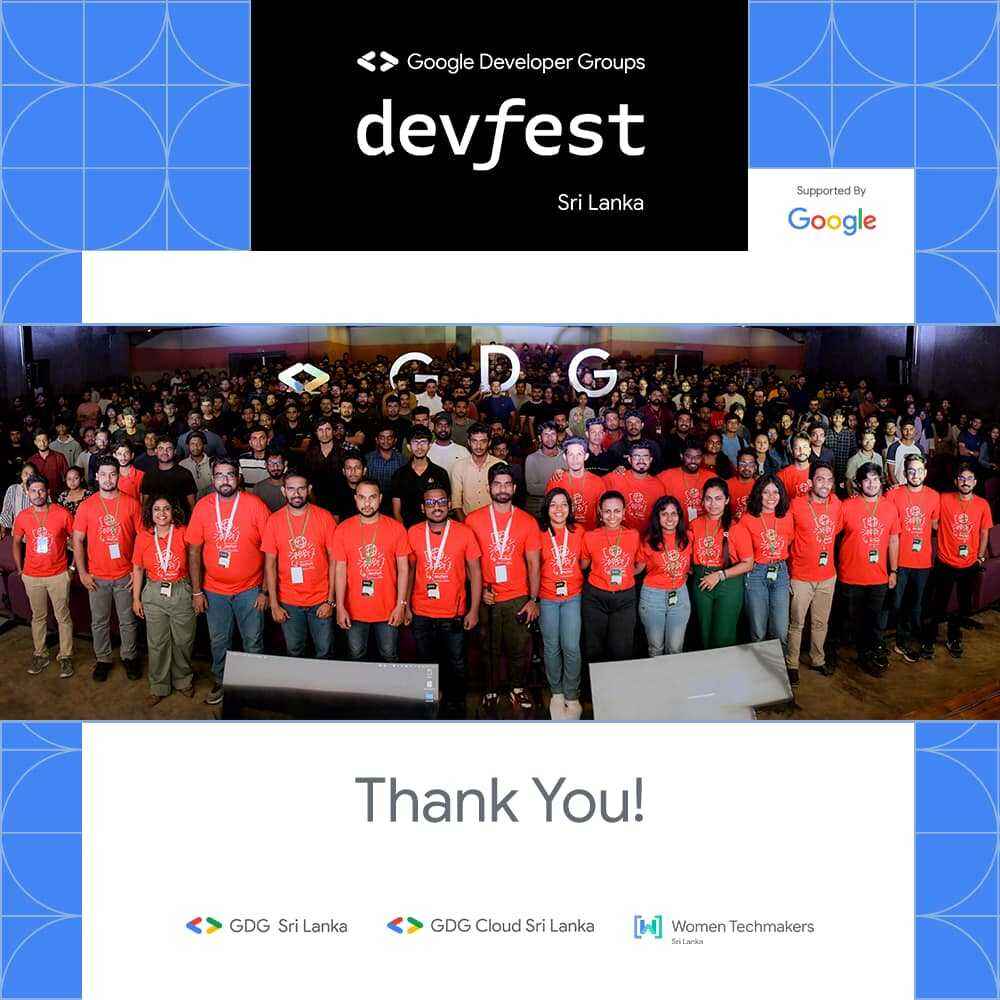 Google Developer Groups
devfest
Sri Lanka
Supported By
Google
GDG
Thank You!
GDG Sri Lanka
GDG Cloud Sri Lanka
Women Techmakers
Sri Lanka